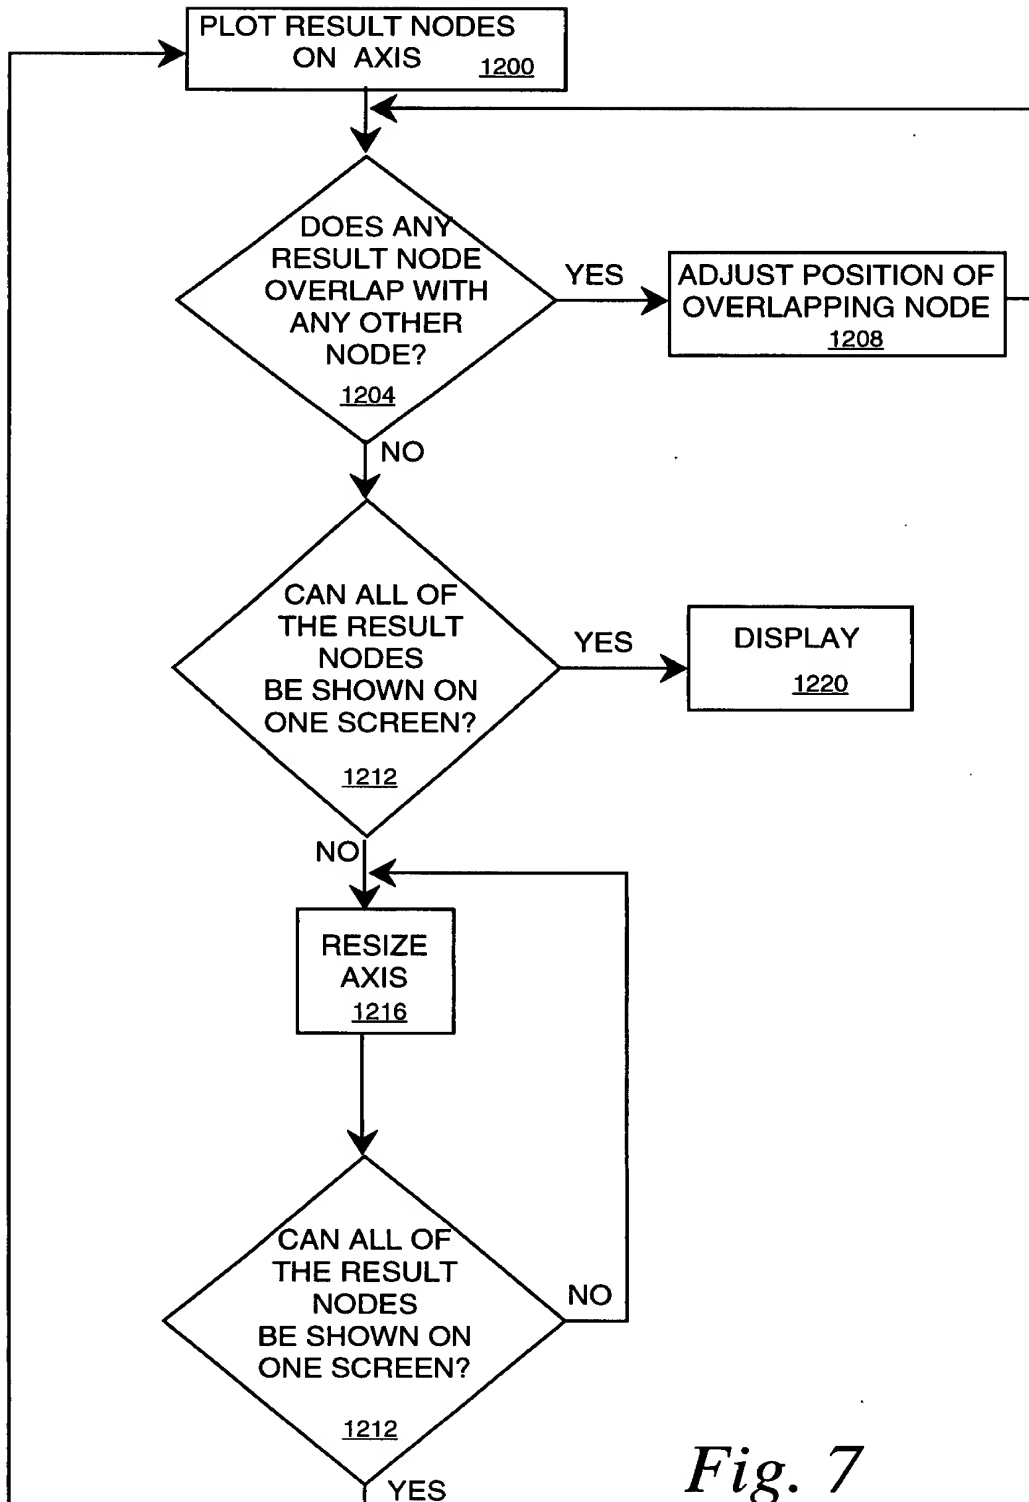 PLOT RESULT NODES
ON AXIS 1200
DOES ANY
RESULT NODE
OVERLAP WITH
ANY OTHER
NODE?
1204
YES
ADJUST POSITION OF
OVERLAPPING NODE
1208
NO
CAN ALL OF
THE RESULT
NODES
BE SHOWN ON
ONE SCREEN?
1212
YES
DISPLAY
1220
NO
RESIZE
AXIS
1216
CAN ALL OF
THE RESULT
NODES
BE SHOWN ON
ONE SCREEN?
1212
NO
YES
Fig. 7